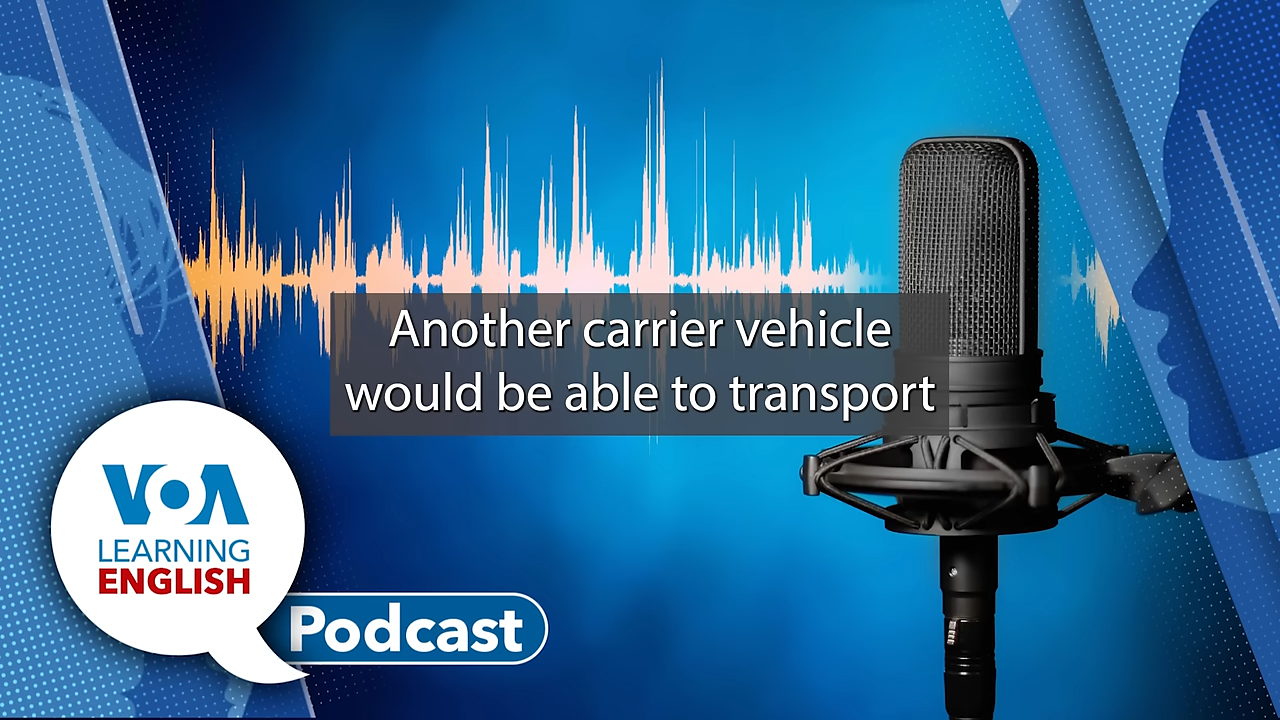 Another carrier vehicle
would be able to transport
VOA
LEARNING
ENGLISH
Podcast